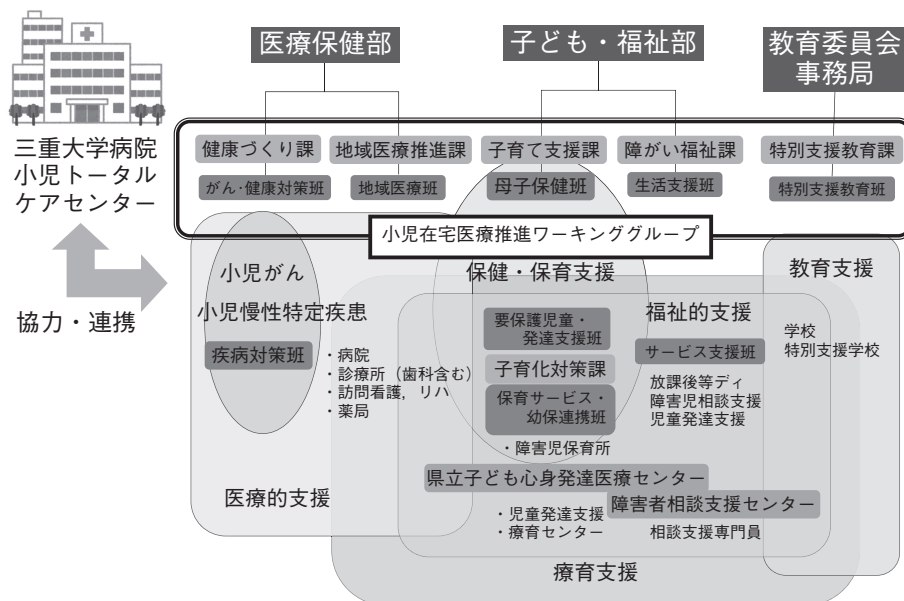 医療保健部
子ども・福祉部
教育委員会
事務局
三重大学病院
小児トータル
ケアセンター
健康づくり課
地域医療推進課
子育て支援課
障がい福祉課
特別支援教育課
がん・健康対策班
地域医療班
母子保健班
生活支援班
特別支援教育班
小児在宅医療推進ワーキンググループ
協力・連携
小児がん
小児慢性特定疾患
疾病対策班
・病院
・診療所（歯科含む）
・訪問看護，リハ
・薬局
医療的支援
保健・保育支援
要保護児童・
発達支援班
子育化対策課
保育サービス・
幼保連携班
・障害児保育所
福祉的支援
サービス支援班
放課後等ディ
障害児相談支援
児童発達支援
教育支援
学校
特別支援学校
県立子ども心身発達医療センター
・児童発達支援
・療育センター
障害者相談支援センター
相談支援専門員
療育支援